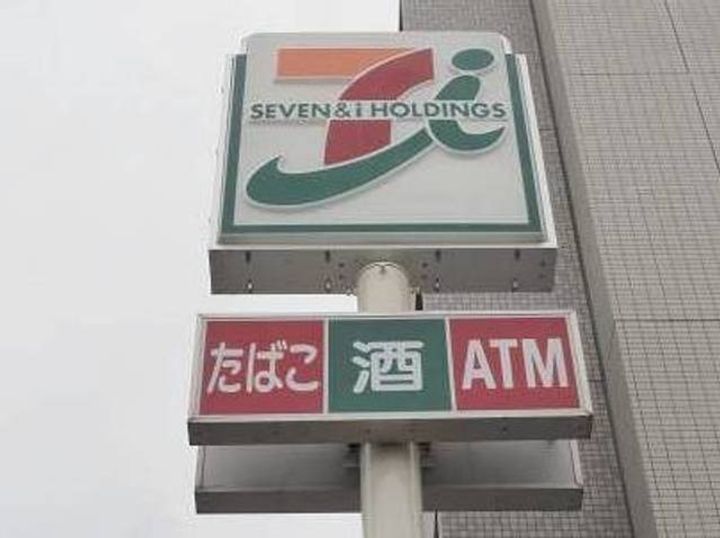 SEVEN&i HOLDINGS
たばこ 酒 ATM